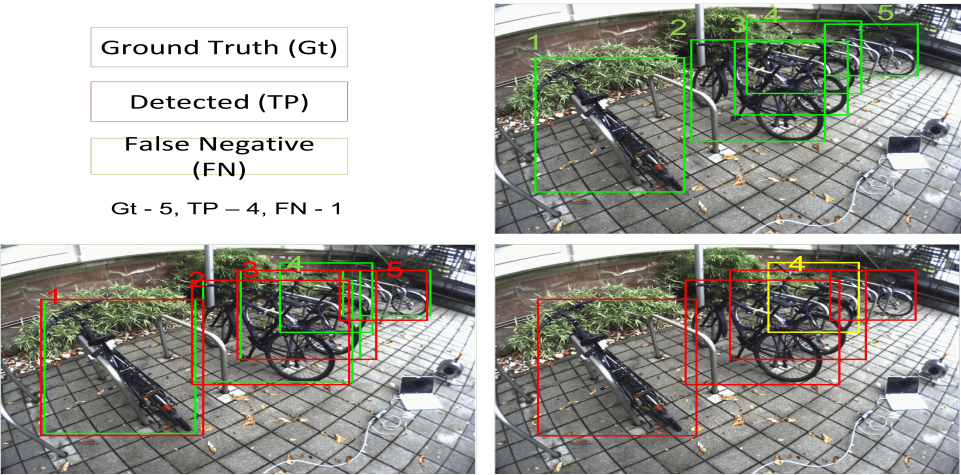 Ground Truth (Gt)
Detected (TP)
False Negative
(FN)
Gt - 5, TP – 4, FN - 1
1
2
3
4
5
1
2
3
4
5
4